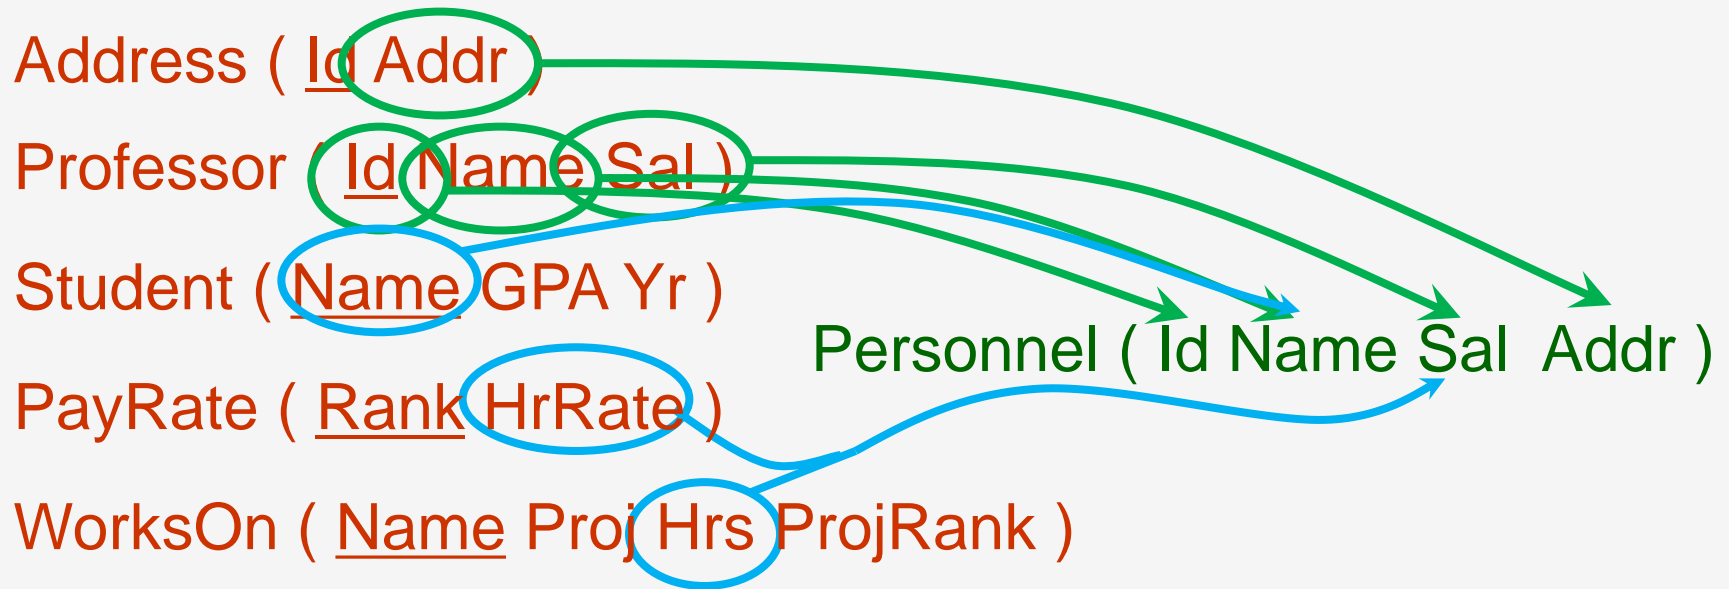 Address ( Id Addr )
Professor ( Id Name Sal )
Student ( Name GPA Yr )
Personnel ( Id Name Sal Addr )
PayRate ( Rank HrRate )
WorksOn ( Name Proj Hrs ProjRank )